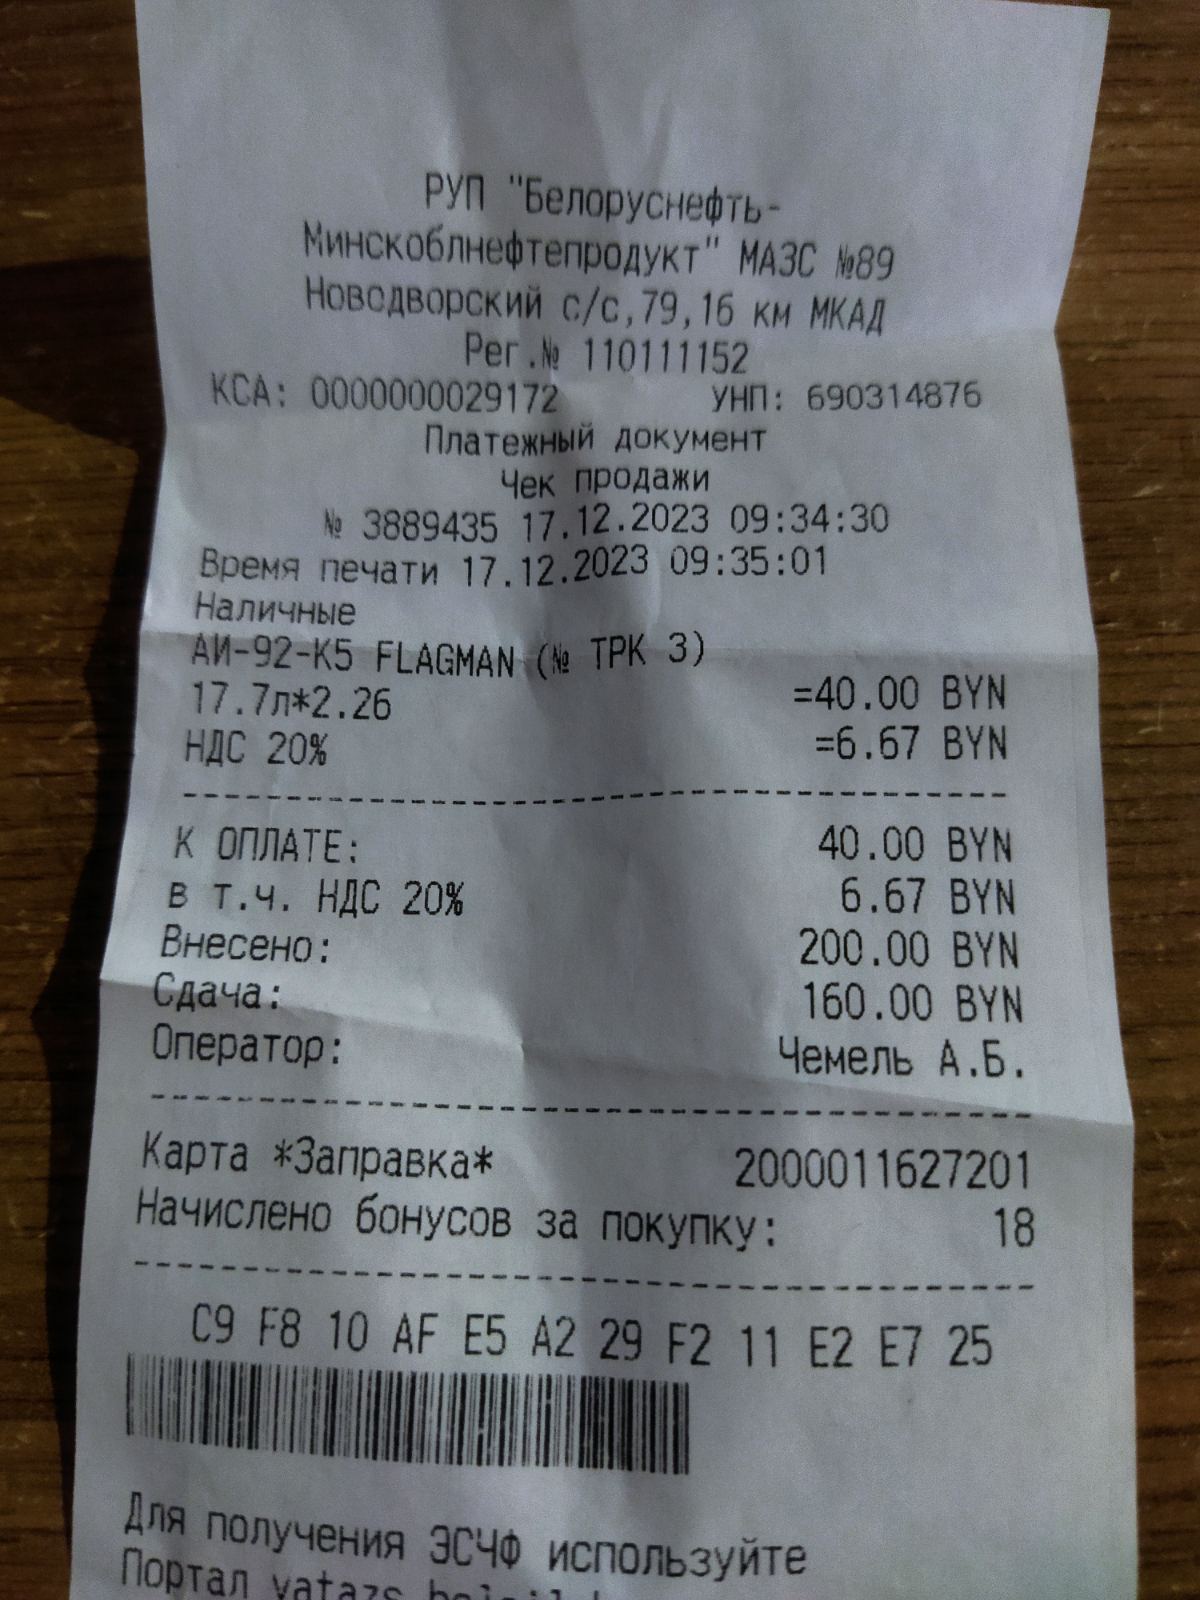 РУП "Белоруснефть-
Минскоблнефтепродукт" МАЗС №89
Новодворский с/с,79,16 км МКАД
Рег.№ 110111152
КСА: 0000000029172 УНП: 690314876
Платежный документ
Чек продажи
№ 3889435 17.12.2023 09:34:30
Время печати 17.12.2023 09:35:01
Наличные
АИ-92-К5 FLAGMAN (№ ТРК 3)
17.7л*2.26 =40.00 BYN
НДС 20% =6.67 BYN
К ОПЛАТЕ: 40.00 BYN
в т.ч. НДС 20% 6.67 BYN
Внесено: 200.00 BYN
Сдача: 160.00 BYN
Оператор: Чемель А.Б.
Карта *Заправка* 2000011627201
Начислено бонусов за покупку: 18
C9 F8 10 AF E5 A2 29 F2 11 E2 E7 25
Для получения ЭСЧФ используйте
Портал